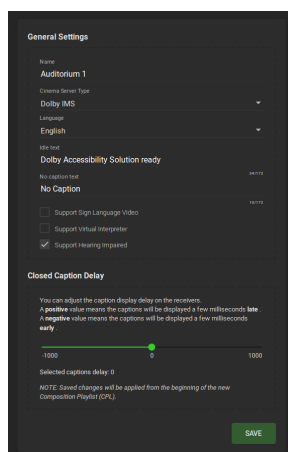 General Settings
Name
Auditorium 1
Cinema Server Type
Dolby IMS
Language
English
Idle text
Dolby Accessibility Solution ready
No caption text
No Caption
Support Sign Language Video
Support Virtual Interpreter
Support Hearing Impaired
Closed Caption Delay
You can adjust the caption display delay on the receivers.
A positive value means the captions will be displayed a few milliseconds late .
A negative value means the captions will be displayed a few milliseconds
early .
-1000 0 1000
Selected captions delay: 0
NOTE: Saved changes will be applied from the beginning of the new
Composition Playlist (CPL).
SAVE